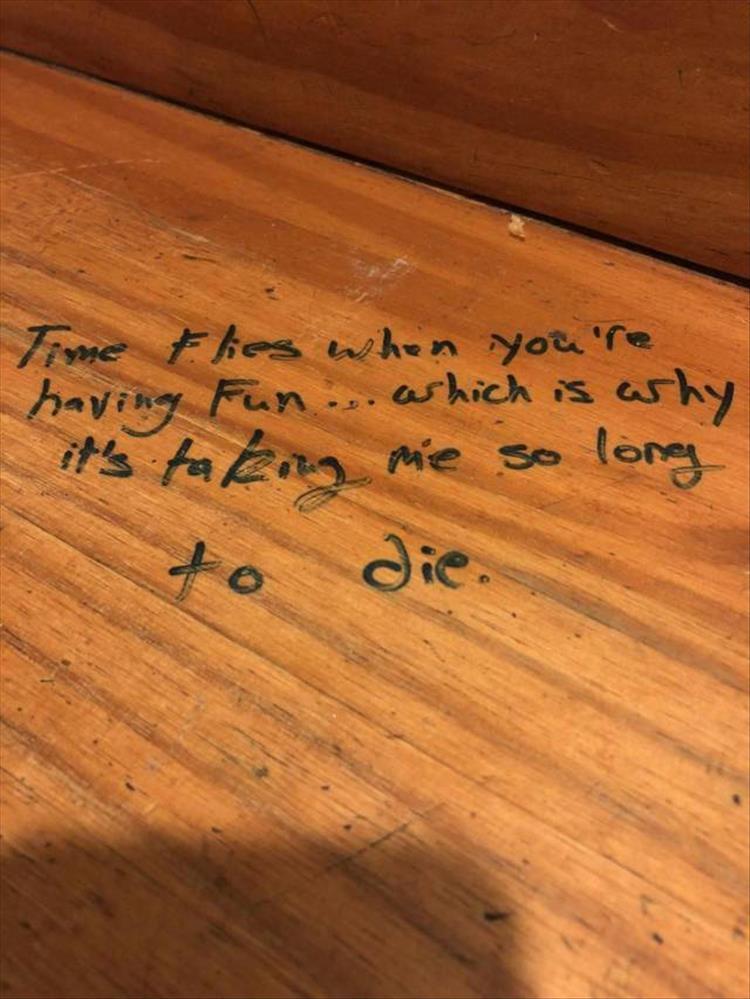 Time Flies when you're
having Fun... which is why
it's taking me so long
to die.